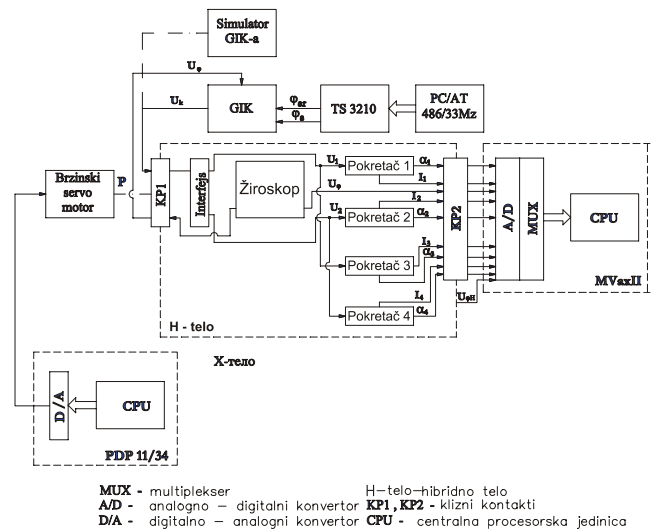 Simulator
GIK-a
Uφ
Uk
GIK
φsr
φs
TS 3210
PC/AT
486/33Mz
Brzinski
servo
motor
P
KP1
Interfejs
Žiroskop
U1
Uφ
U2
Pokretač 1
α1
I1
I2
Pokretač 2
α2
I3
Pokretač 3
α3
I4
Pokretač 4
α4
KP2
UφH
A/D
MUX
CPU
MVaxII
H - telo
X-тело
D/A
CPU
PDP 11/34
MUX - multiplekser H-telo-hibridno telo
A/D - analogno - digitalni konvertor KP1, KP2 - klizni kontakti
D/A - digitalno - analogni konvertor CPU - centralna procesorska jedinica